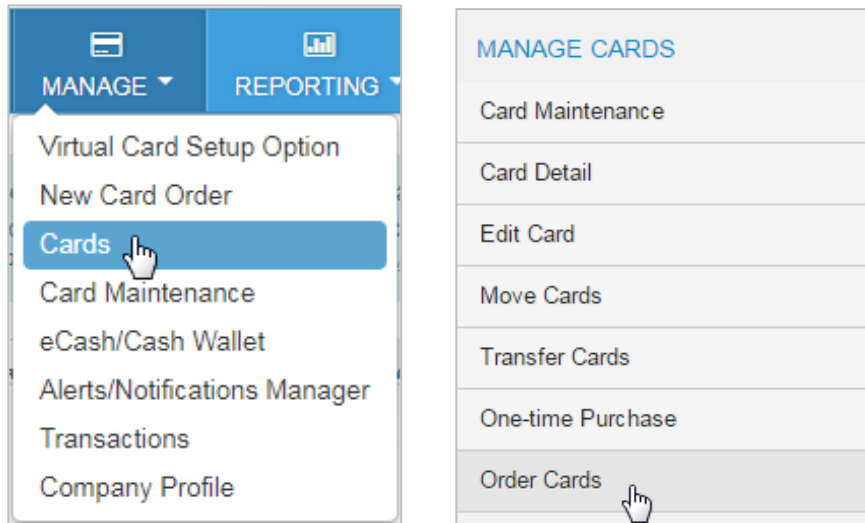 MANAGE
REPORTING
Virtual Card Setup Option
New Card Order
Cards
Card Maintenance
eCash/Cash Wallet
Alerts/Notifications Manager
Transactions
Company Profile
MANAGE CARDS
Card Maintenance
Card Detail
Edit Card
Move Cards
Transfer Cards
One-time Purchase
Order Cards